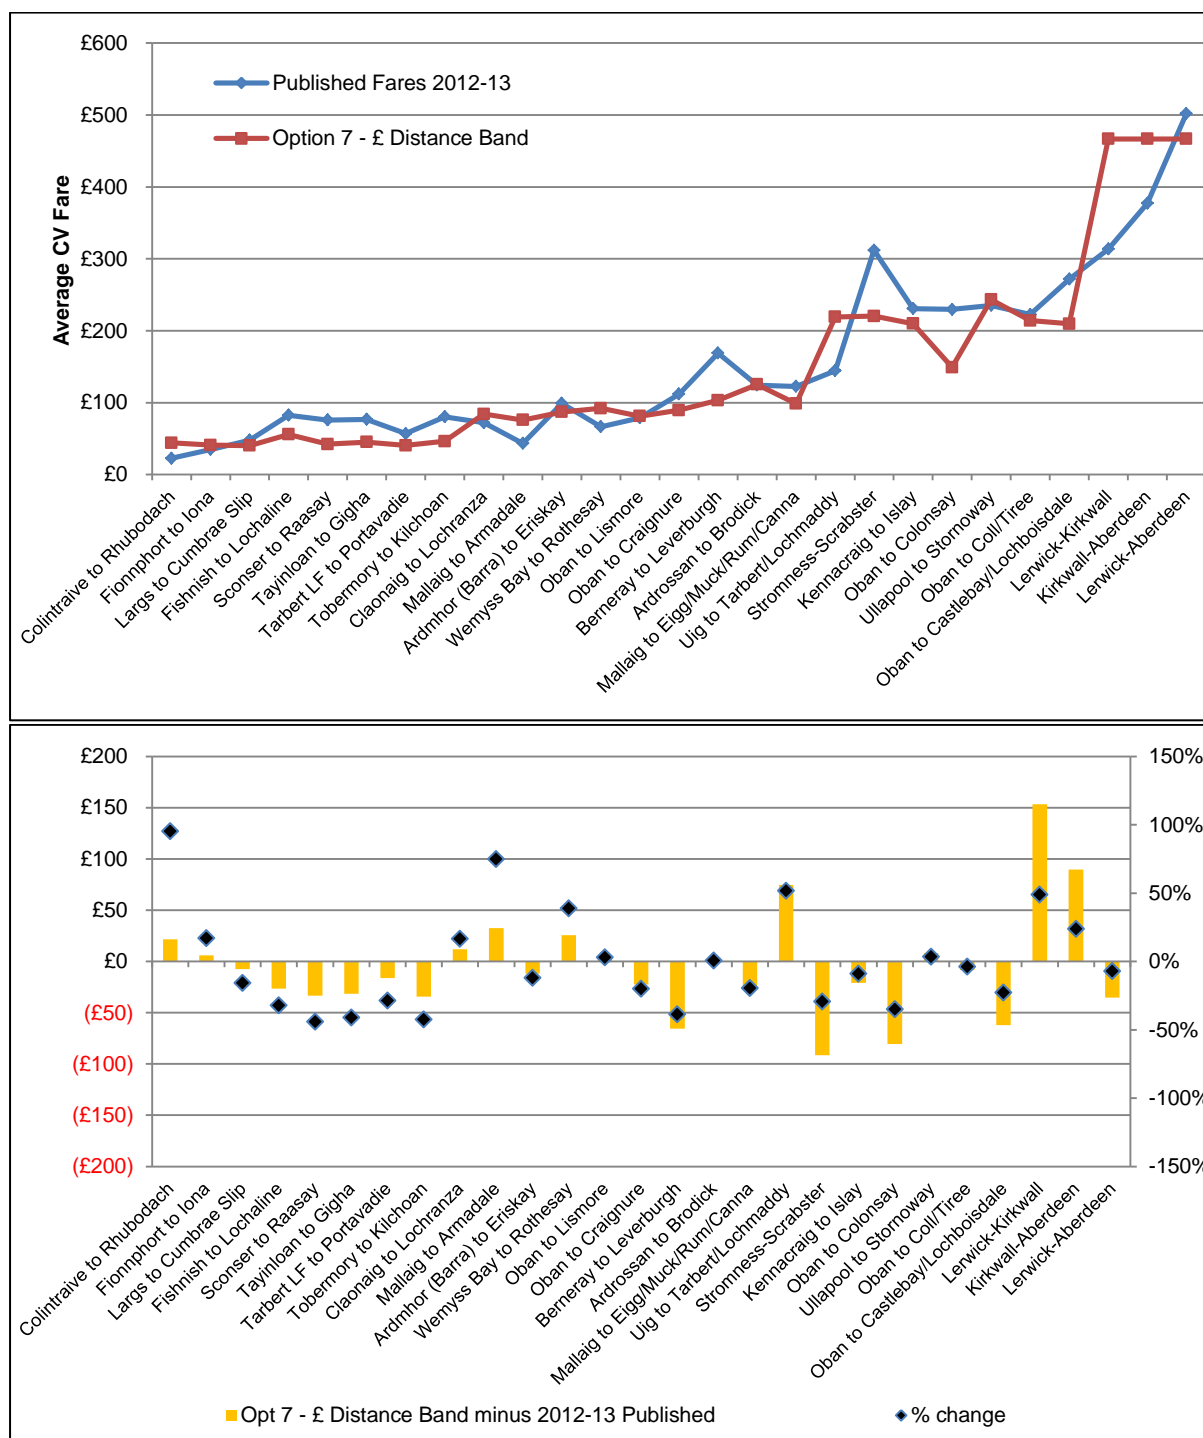 £600
£500
£400
£300
£200
£100
£0
Average CV Fare
Published Fares 2012-13
Option 7 - £ Distance Band
Colintraive to Rhubodach
Fionnphort to Iona
Largs to Cumbrae Slip
Fishnish to Lochaline
Sconser to Raasay
Tayinloan to Gigha
Tarbert LF to Portavadie
Tobermory to Kilchoan
Claonaig to Lochranza
Mallaig to Armadale
Ardmhor (Barra) to Eriskay
Wemyss Bay to Rothesay
Oban to Lismore
Oban to Craignure
Berneray to Leverburgh
Ardrossan to Brodick
Mallaig to Eigg/Muck/Rum/Canna
Uig to Tarbert/Lochmaddy
Stromness-Scrabster
Kennacraig to Islay
Oban to Colonsay
Ullapool to Stornoway
Oban to Coll/Tiree
Oban to Castlebay/Lochboisdale
Lerwick-Kirkwall
Kirkwall-Aberdeen
Lerwick-Aberdeen
£200
£150
£100
£50
£0
(£50)
(£100)
(£150)
(£200)
150%
100%
50%
0%
-50%
-100%
-150%
Colintraive to Rhubodach
Fionnphort to Iona
Largs to Cumbrae Slip
Fishnish to Lochaline
Sconser to Raasay
Tayinloan to Gigha
Tarbert LF to Portavadie
Tobermory to Kilchoan
Claonaig to Lochranza
Mallaig to Armadale
Ardmhor (Barra) to Eriskay
Wemyss Bay to Rothesay
Oban to Lismore
Oban to Craignure
Berneray to Leverburgh
Ardrossan to Brodick
Mallaig to Eigg/Muck/Rum/Canna
Uig to Tarbert/Lochmaddy
Stromness-Scrabster
Kennacraig to Islay
Oban to Colonsay
Ullapool to Stornoway
Oban to Coll/Tiree
Oban to Castlebay/Lochboisdale
Lerwick-Kirkwall
Kirkwall-Aberdeen
Lerwick-Aberdeen
Opt 7 - £ Distance Band minus 2012-13 Published
% change